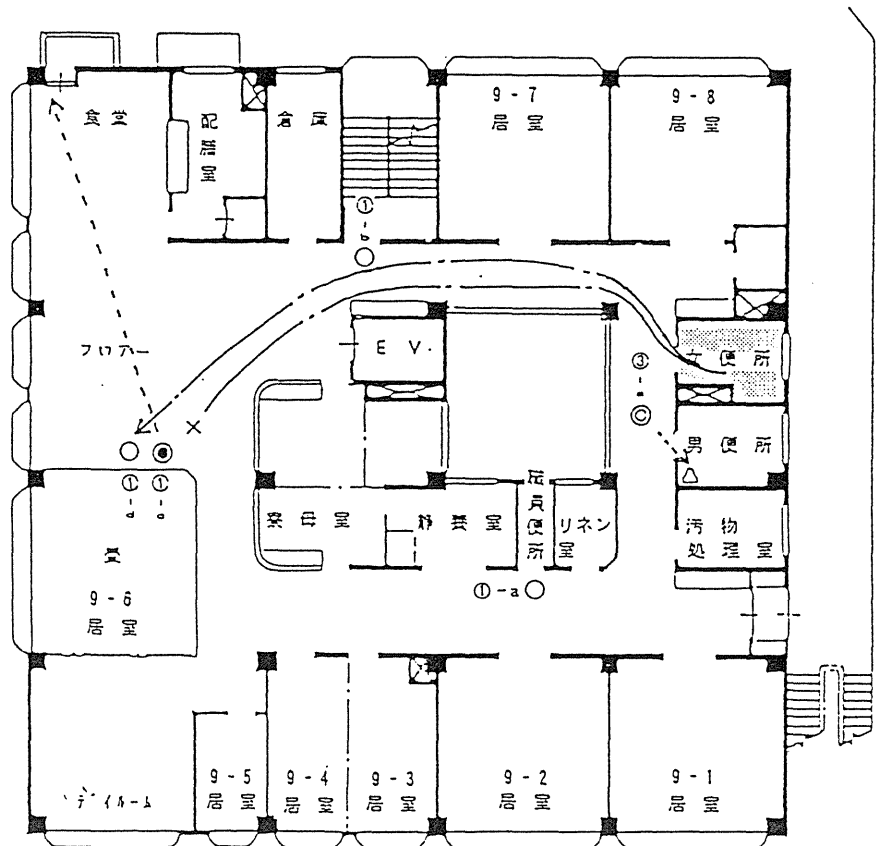 食堂
配膳室
倉庫
9-7
居室
9-8
居室
①-b
フロアー
EV.
女便所
③-Ⓒ
男便所
①-d
①-a
寮母室
静養室
職員便所
リネン室
汚物処理室
畳
9-6
居室
①-a
デイルーム
9-5
居室
9-4
居室
9-3
居室
9-2
居室
9-1
居室